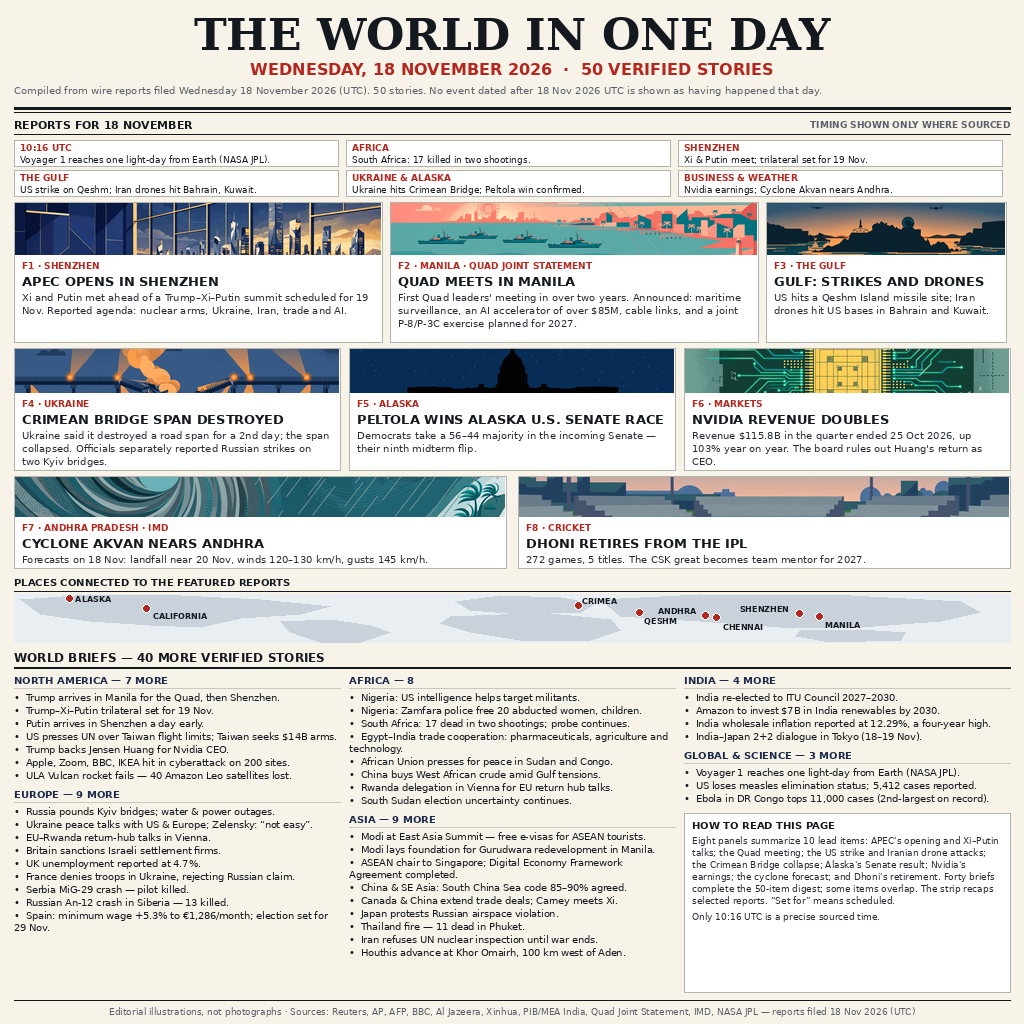 THE WORLD IN ONE DAY
WEDNESDAY, 18 NOVEMBER 2026 · 50 VERIFIED STORIES
Compiled from wire reports filed Wednesday 18 November 2026 (UTC). 50 stories. No event dated after 18 Nov 2026 UTC is shown as having happened that day.
REPORTS FOR 18 NOVEMBER
TIMING SHOWN ONLY WHERE SOURCED
10:16 UTC
Voyager 1 reaches one light-day from Earth (NASA JPL).
AFRICA
South Africa: 17 killed in two shootings.
SHENZHEN
Xi & Putin meet; trilateral set for 19 Nov.
THE GULF
US strike on Qeshm; Iran drones hit Bahrain, Kuwait.
UKRAINE & ALASKA
Ukraine hits Crimean Bridge; Peltola win confirmed.
BUSINESS & WEATHER
Nvidia earnings; Cyclone Akvan nears Andhra.
F1 · SHENZHEN
APEC OPENS IN SHENZHEN
Xi and Putin met ahead of a Trump–Xi–Putin summit scheduled for 19
Nov. Reported agenda: nuclear arms, Ukraine, Iran, trade and AI.
F2 · MANILA · QUAD JOINT STATEMENT
QUAD MEETS IN MANILA
First Quad leaders' meeting in over two years. Announced: maritime
surveillance, an AI accelerator of over $85M, cable links, and a joint
P-8/P-3C exercise planned for 2027.
F3 · THE GULF
GULF: STRIKES AND DRONES
US hits a Qeshm Island missile site; Iran
drones hit US bases in Bahrain and Kuwait.
F4 · UKRAINE
CRIMEAN BRIDGE SPAN DESTROYED
Ukraine said it destroyed a road span for a 2nd day; the span
collapsed. Officials separately reported Russian strikes on
two Kyiv bridges.
F5 · ALASKA
PELTOLA WINS ALASKA U.S. SENATE RACE
Democrats take a 56–44 majority in the incoming Senate —
their ninth midterm flip.
F6 · MARKETS
NVIDIA REVENUE DOUBLES
Revenue $115.8B in the quarter ended 25 Oct 2026, up
103% year on year. The board rules out Huang's return as
CEO.
F7 · ANDHRA PRADESH · IMD
CYCLONE AKVAN NEARS ANDHRA
Forecasts on 18 Nov: landfall near 20 Nov, winds 120–130 km/h, gusts 145 km/h.
F8 · CRICKET
DHONI RETIRES FROM THE IPL
272 games, 5 titles. The CSK great becomes team mentor for 2027.
PLACES CONNECTED TO THE FEATURED REPORTS
ALASKA
CALIFORNIA
CRIMEA
QESHM
ANDHRA
CHENNAI
SHENZHEN
MANILA
WORLD BRIEFS — 40 MORE VERIFIED STORIES
NORTH AMERICA — 7 MORE
• Trump arrives in Manila for the Quad, then Shenzhen.
• Trump–Xi–Putin trilateral set for 19 Nov.
• Putin arrives in Shenzhen a day early.
• US presses UN over Taiwan flight limits; Taiwan seeks $14B arms.
• Trump backs Jensen Huang for Nvidia CEO.
• Apple, Zoom, BBC, IKEA hit in cyberattack on 200 sites.
• ULA Vulcan rocket fails — 40 Amazon Leo satellites lost.
EUROPE — 9 MORE
• Russia pounds Kyiv bridges; water & power outages.
• Ukraine peace talks with US & Europe; Zelensky: “not easy”.
• EU–Rwanda return-hub talks in Vienna.
• Britain sanctions Israeli settlement firms.
• UK unemployment reported at 4.7%.
• France denies troops in Ukraine, rejecting Russian claim.
• Serbia MiG-29 crash — pilot killed.
• Russian An-12 crash in Siberia — 13 killed.
• Spain: minimum wage +5.3% to €1,286/month; election set for
29 Nov.
AFRICA — 8
• Nigeria: US intelligence helps target militants.
• Nigeria: Zamfara police free 20 abducted women, children.
• South Africa: 17 dead in two shootings; probe continues.
• Egypt–India trade cooperation: pharmaceuticals, agriculture and
technology.
• African Union presses for peace in Sudan and Congo.
• China buys West African crude amid Gulf tensions.
• Rwanda delegation in Vienna for EU return hub talks.
• South Sudan election uncertainty continues.
ASIA — 9 MORE
• Modi at East Asia Summit — free e-visas for ASEAN tourists.
• Modi lays foundation for Gurudwara redevelopment in Manila.
• ASEAN chair to Singapore; Digital Economy Framework
Agreement completed.
• China & SE Asia: South China Sea code 85–90% agreed.
• Canada & China extend trade deals; Carney meets Xi.
• Japan protests Russian airspace violation.
• Thailand fire — 11 dead in Phuket.
• Iran refuses UN nuclear inspection until war ends.
• Houthis advance at Khor Omairh, 100 km west of Aden.
INDIA — 4 MORE
• India re-elected to ITU Council 2027–2030.
• Amazon to invest $7B in India renewables by 2030.
• India wholesale inflation reported at 12.29%, a four-year high.
• India–Japan 2+2 dialogue in Tokyo (18–19 Nov).
GLOBAL & SCIENCE — 3 MORE
• Voyager 1 reaches one light-day from Earth (NASA JPL).
• US loses measles elimination status; 5,412 cases reported.
• Ebola in DR Congo tops 11,000 cases (2nd-largest on record).
HOW TO READ THIS PAGE
Eight panels summarize 10 lead items: APEC's opening and Xi–Putin
talks; the Quad meeting; the US strike and Iranian drone attacks;
the Crimean Bridge collapse; Alaska's Senate result; Nvidia's
earnings; the cyclone forecast; and Dhoni's retirement. Forty briefs
complete the 50-item digest; some items overlap. The strip recaps
selected reports. “Set for” means scheduled.
Only 10:16 UTC is a precise sourced time.
Editorial illustrations, not photographs · Sources: Reuters, AP, AFP, BBC, Al Jazeera, Xinhua, PIB/MEA India, Quad Joint Statement, IMD, NASA JPL — reports filed 18 Nov 2026 (UTC)